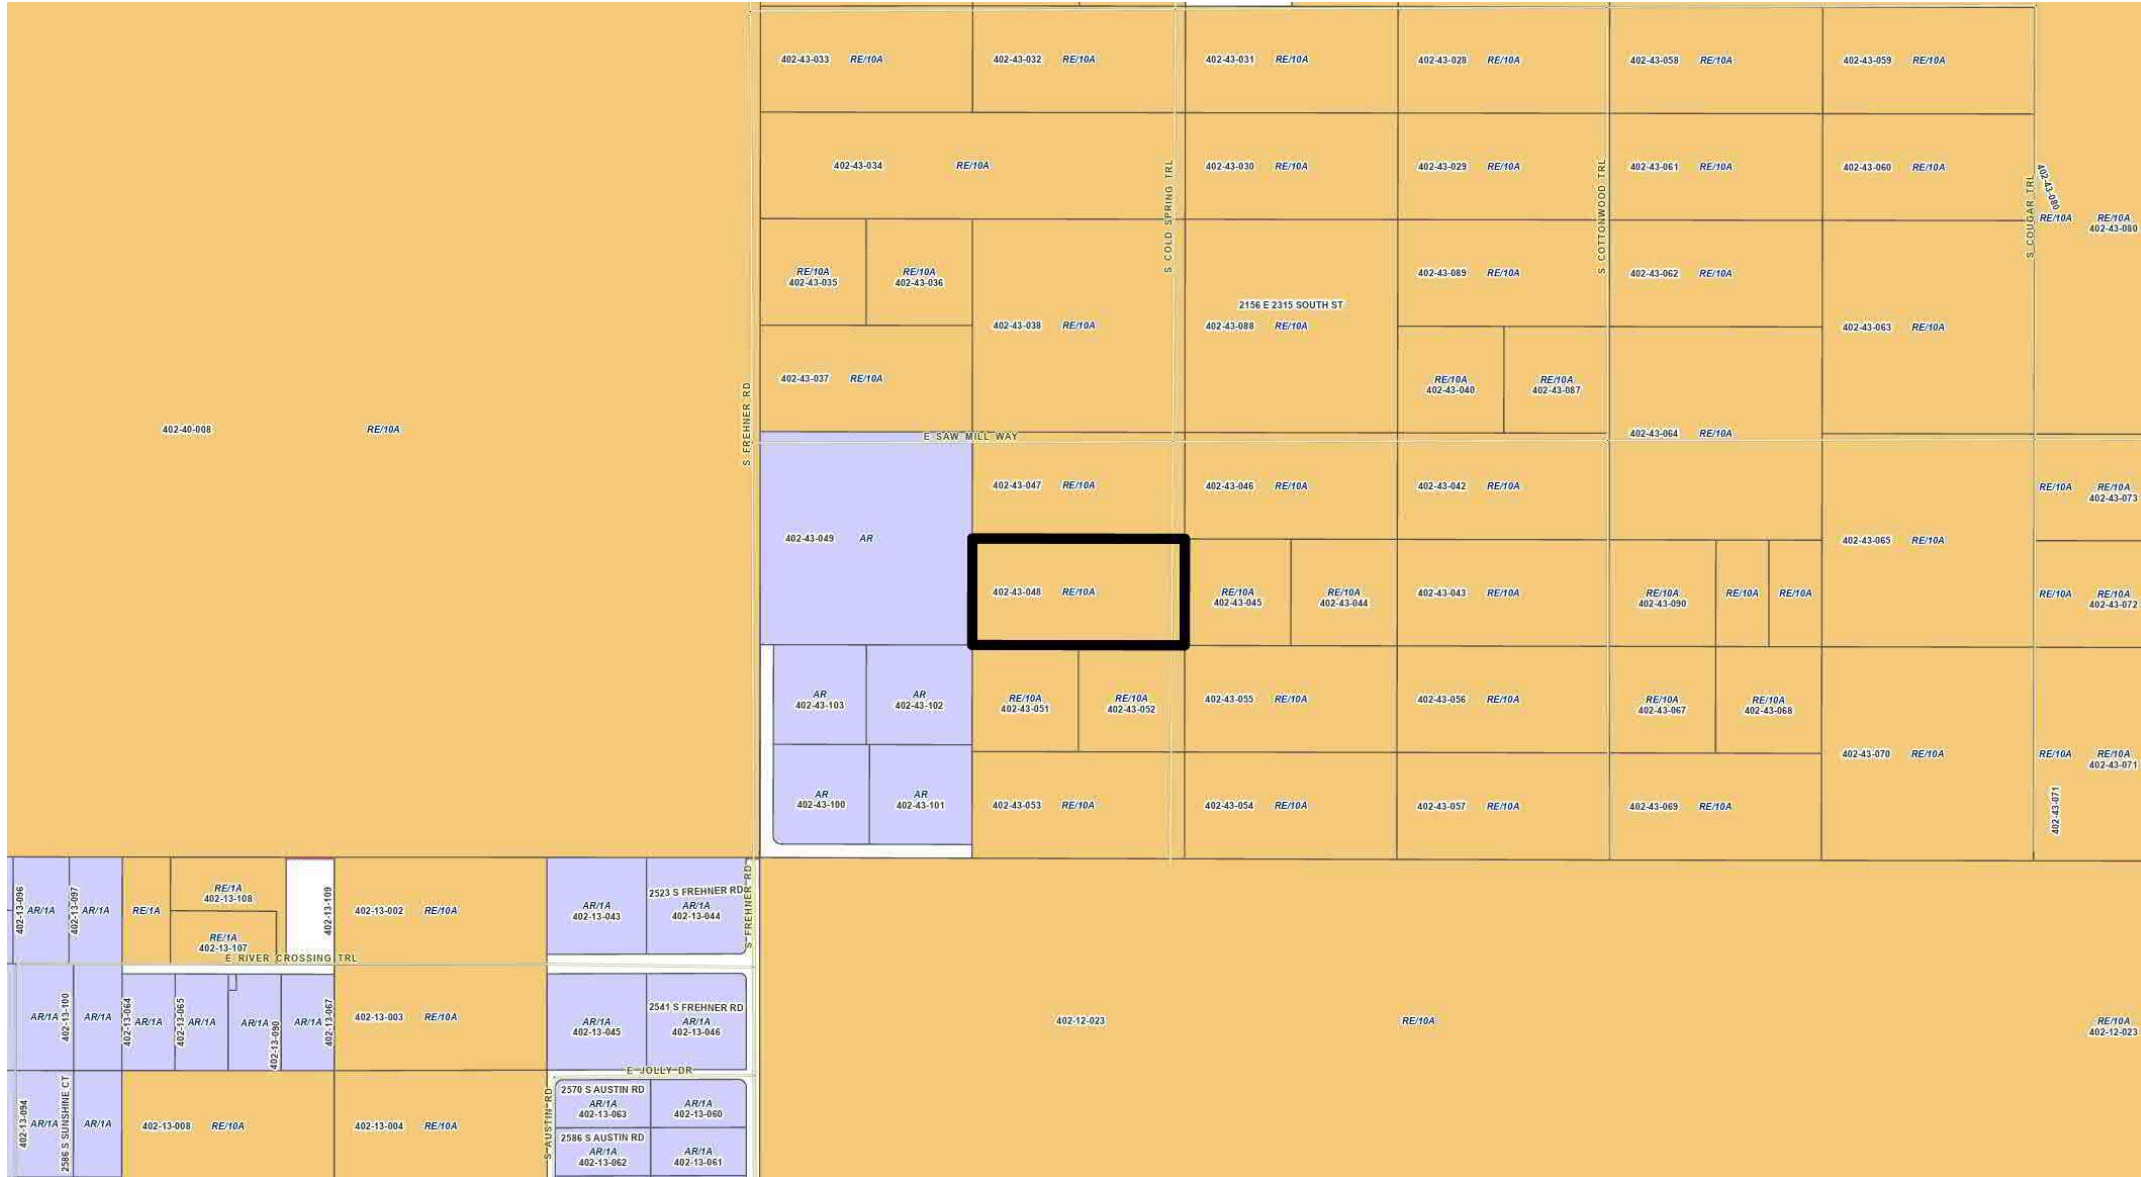 402-43-033 RE/10A
402-43-032 RE/10A
402-43-031 RE/10A
402-43-028 RE/10A
402-43-058 RE/10A
402-43-059 RE/10A
402-43-034 RE/10A
402-43-030 RE/10A
402-43-029 RE/10A
402-43-061 RE/10A
402-43-060 RE/10A
402-43-080
RE/10A
RE/10A
402-43-080
S COLD SPRING TRL
S COTTONWOOD TRL
S COUGAR TRL
RE/10A
402-43-035
RE/10A
402-43-036
402-43-038 RE/10A
2156 E 2315 SOUTH ST
402-43-088 RE/10A
402-43-089 RE/10A
402-43-062 RE/10A
402-43-063 RE/10A
402-43-037 RE/10A
RE/10A
402-43-040
RE/10A
402-43-087
402-40-008 RE/10A
S FREHNER RD
E SAW MILL WAY
402-43-064 RE/10A
402-43-047 RE/10A
402-43-046 RE/10A
402-43-042 RE/10A
RE/10A
RE/10A
402-43-073
402-43-049 AR
402-43-065 RE/10A
402-43-048 RE/10A
RE/10A
402-43-045
RE/10A
402-43-044
402-43-043 RE/10A
RE/10A
402-43-090
RE/10A
RE/10A
RE/10A
RE/10A
402-43-072
AR
402-43-103
AR
402-43-102
RE/10A
402-43-051
RE/10A
402-43-052
402-43-055 RE/10A
402-43-056 RE/10A
RE/10A
402-43-067
RE/10A
402-43-068
402-43-070 RE/10A
RE/10A
RE/10A
402-43-071
402-43-071
AR
402-43-100
AR
402-43-101
402-43-053 RE/10A
402-43-054 RE/10A
402-43-057 RE/10A
402-43-069 RE/10A
402-13-096
AR/1A
402-13-097
AR/1A
RE/1A
RE/1A
402-13-108
RE/1A
402-13-107
402-13-109
402-13-002 RE/10A
AR/1A
402-13-043
2523 S FREHNER RD
AR/1A
402-13-044
S FREHNER RD
E RIVER CROSSING TRL
AR/1A
402-13-100
AR/1A
402-13-064
AR/1A
402-13-065
AR/1A
AR/1A
402-13-090
AR/1A
402-13-067
402-13-003 RE/10A
AR/1A
402-13-045
2541 S FREHNER RD
AR/1A
402-13-046
402-12-023 RE/10A
RE/10A
402-12-023
E JOLLY DR
402-13-094
AR/1A
2586 S SUNSHINE CT
AR/1A
402-13-008 RE/10A
402-13-004 RE/10A
S AUSTIN RD
2570 S AUSTIN RD
AR/1A
402-13-063
AR/1A
402-13-060
2586 S AUSTIN RD
AR/1A
402-13-062
AR/1A
402-13-061